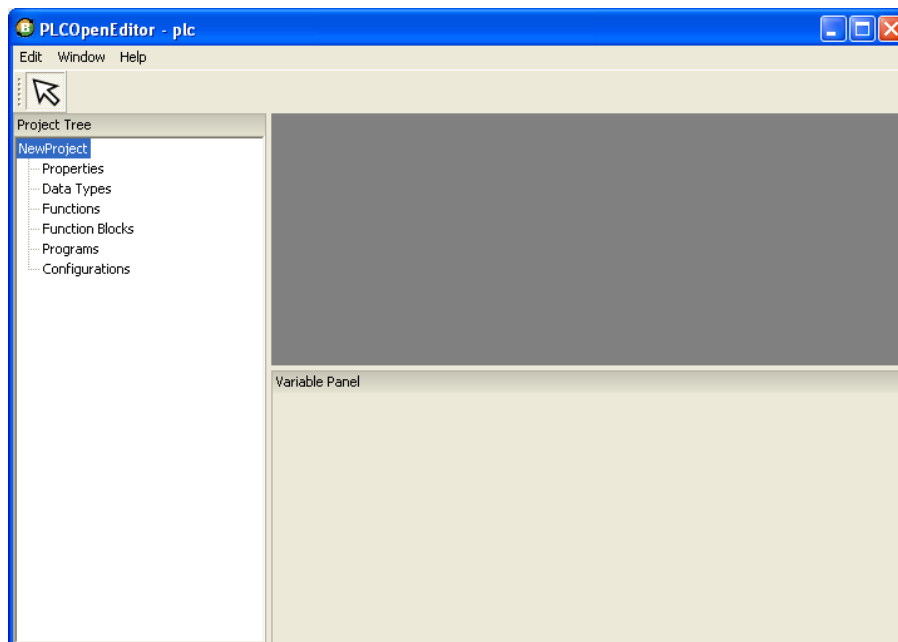 PLCOpenEditor - plc
Edit Window Help
Project Tree
NewProject
Properties
Data Types
Functions
Function Blocks
Programs
Configurations
Variable Panel